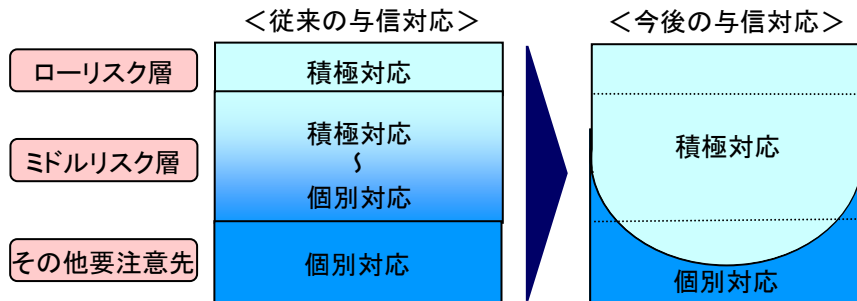 ＜従来の与信対応＞
＜今後の与信対応＞
ローリスク層
積極対応
ミドルリスク層
積極対応
～
個別対応
積極対応
その他要注意先
個別対応
個別対応